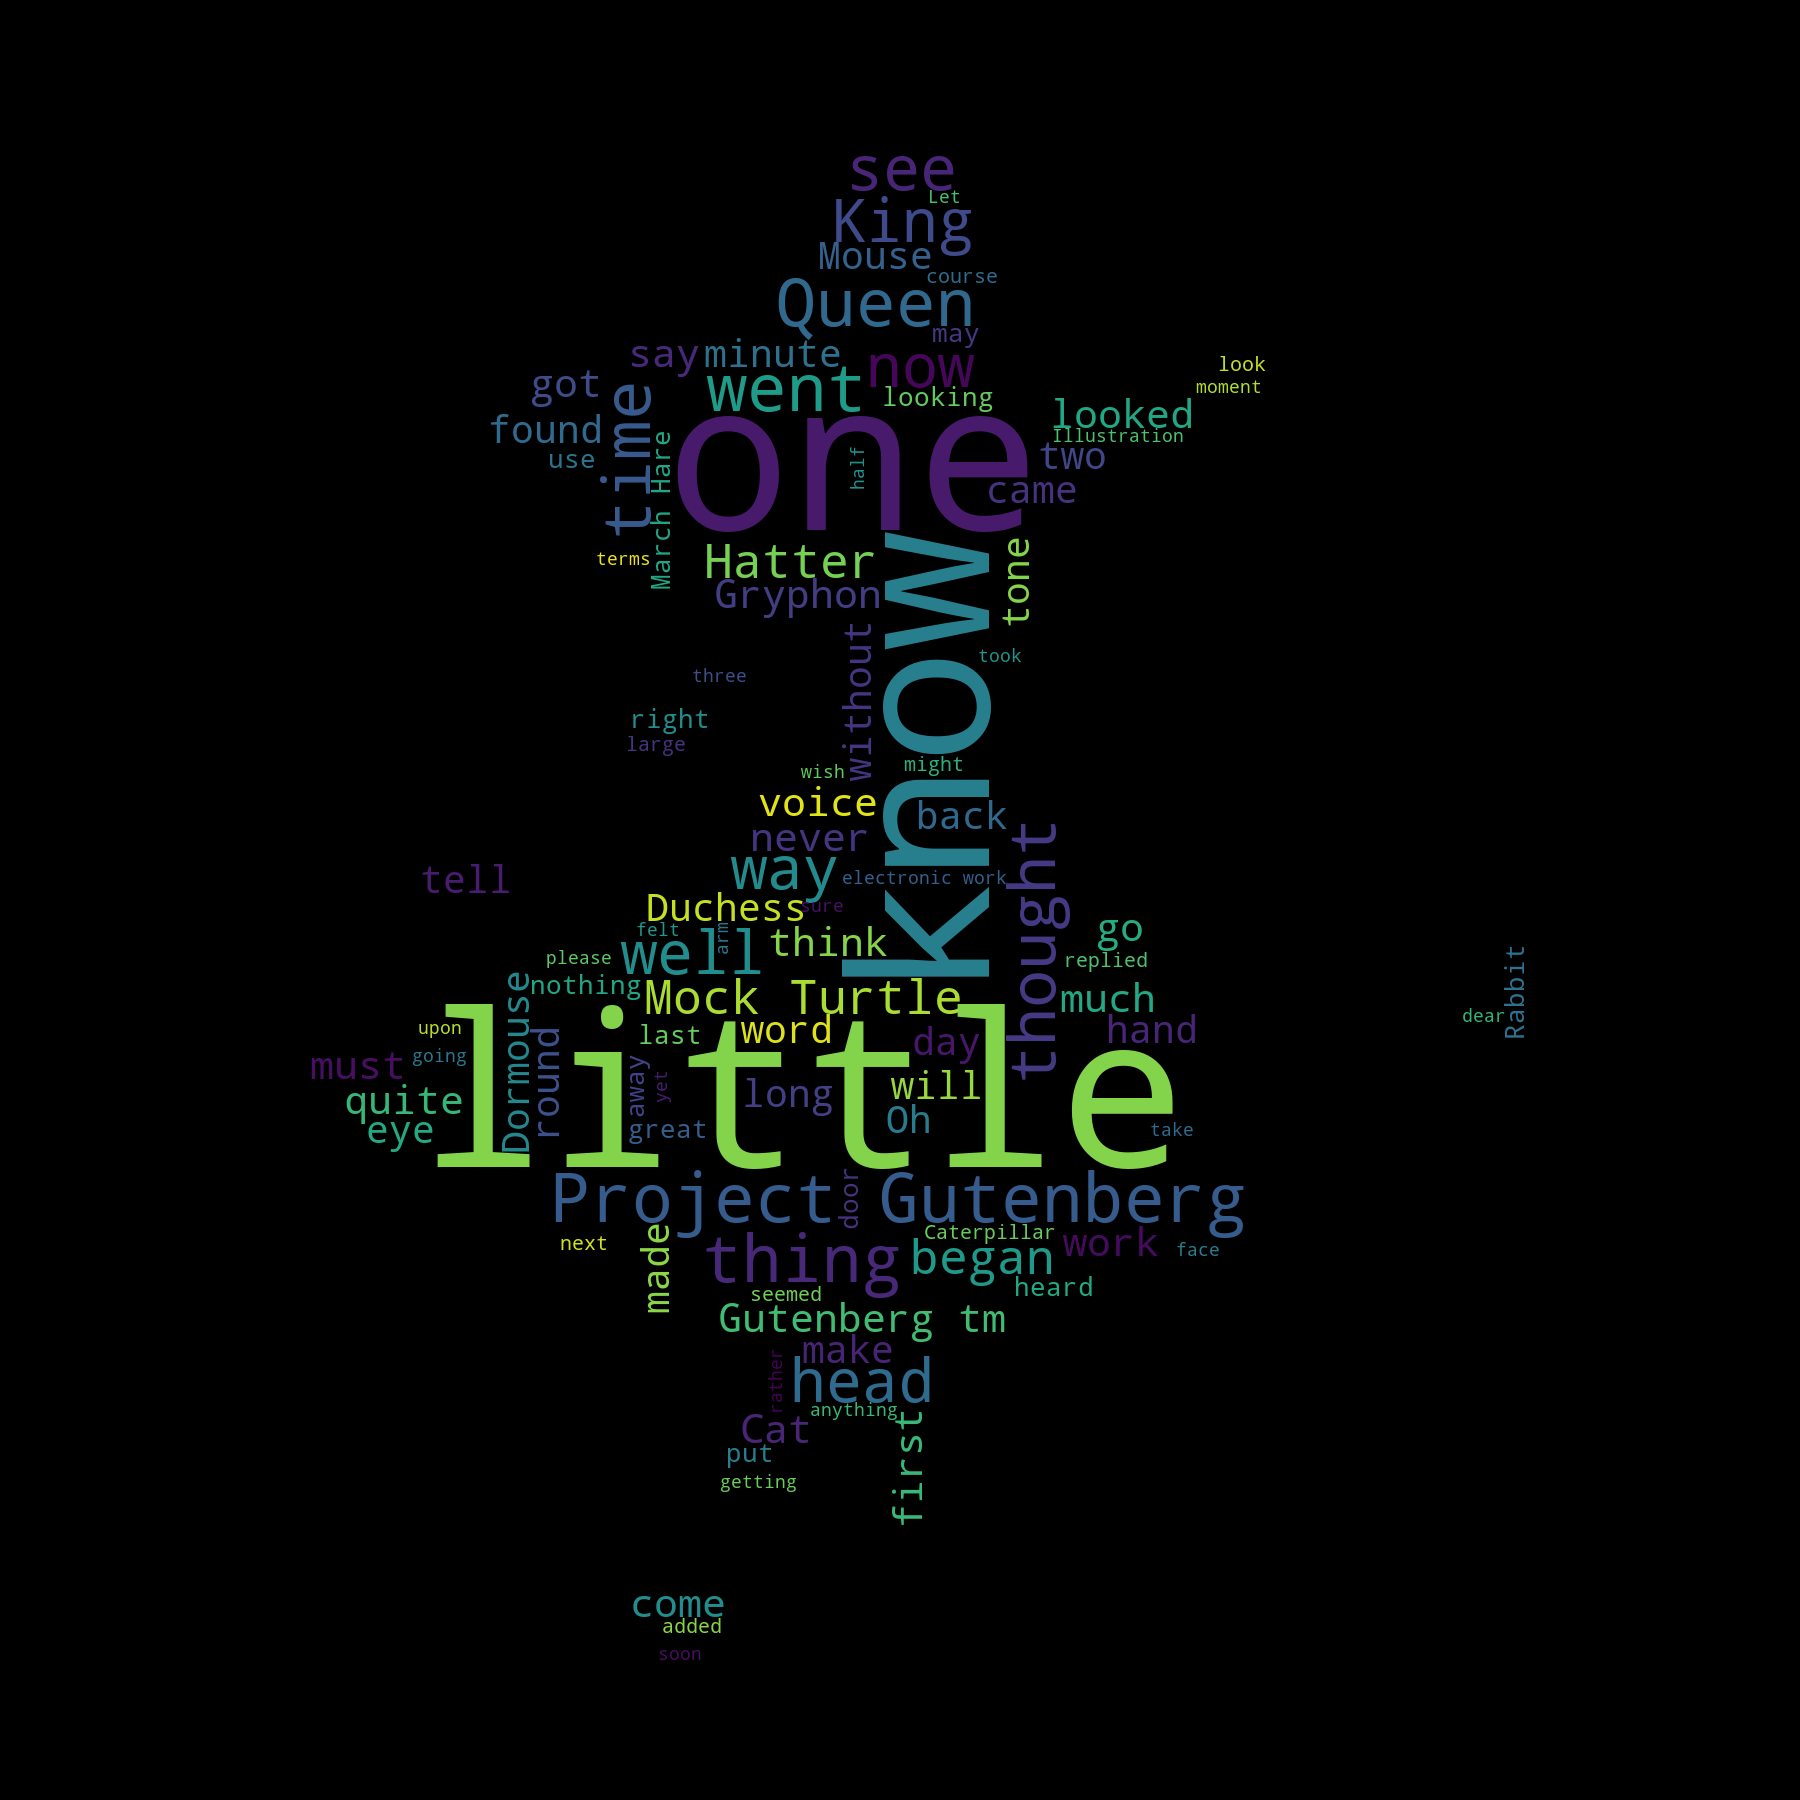 see
Let
King
Mouse
course
Queen
may
say
minute
now
look
moment
got
went
looking
time
looked
Illustration
found
one
two
use
March Hare
half
came
terms
Hatter
know
tone
Gryphon
without
took
three
right
large
might
wish
voice
back
never
thought
way
electronic work
tell
Duchess
sure
felt
arm
well
think
go
please
replied
nothing
Rabbit
Dormouse
Mock Turtle
much
dear
upon
little
last
word
day
hand
round
going
must
away
yet
long
will
quite
eye
great
Oh
take
Project Gutenberg
door
next
made
thing
Caterpillar
began
work
face
heard
seemed
Gutenberg tm
make
rather
head
anything
Cat
first
put
getting
come
added
soon